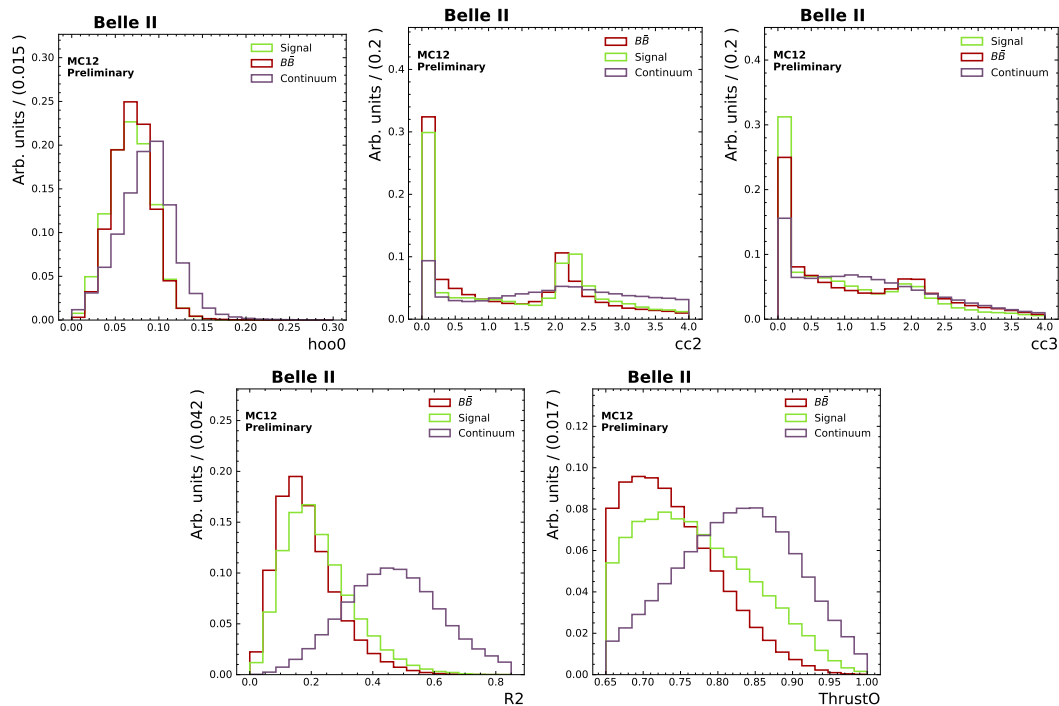 Belle II
Arb. units / (0.015 )
MC12
Preliminary
Signal
BB̄
Continuum
0.30
0.25
0.20
0.15
0.10
0.05
0.00
0.00 0.05 0.10 0.15 0.20 0.25 0.30
hoo0
Belle II
Arb. units / (0.2 )
MC12
Preliminary
BB̄
Signal
Continuum
0.4
0.3
0.2
0.1
0.0
0.0 0.5 1.0 1.5 2.0 2.5 3.0 3.5 4.0
cc2
Belle II
Arb. units / (0.2 )
MC12
Preliminary
Signal
BB̄
Continuum
0.4
0.3
0.2
0.1
0.0
0.0 0.5 1.0 1.5 2.0 2.5 3.0 3.5 4.0
cc3
Belle II
Arb. units / (0.042 )
MC12
Preliminary
BB̄
Signal
Continuum
0.25
0.20
0.15
0.10
0.05
0.00
0.0 0.2 0.4 0.6 0.8
R2
Belle II
Arb. units / (0.017 )
MC12
Preliminary
BB̄
Signal
Continuum
0.12
0.10
0.08
0.06
0.04
0.02
0.00
0.65 0.70 0.75 0.80 0.85 0.90 0.95 1.00
ThrustO